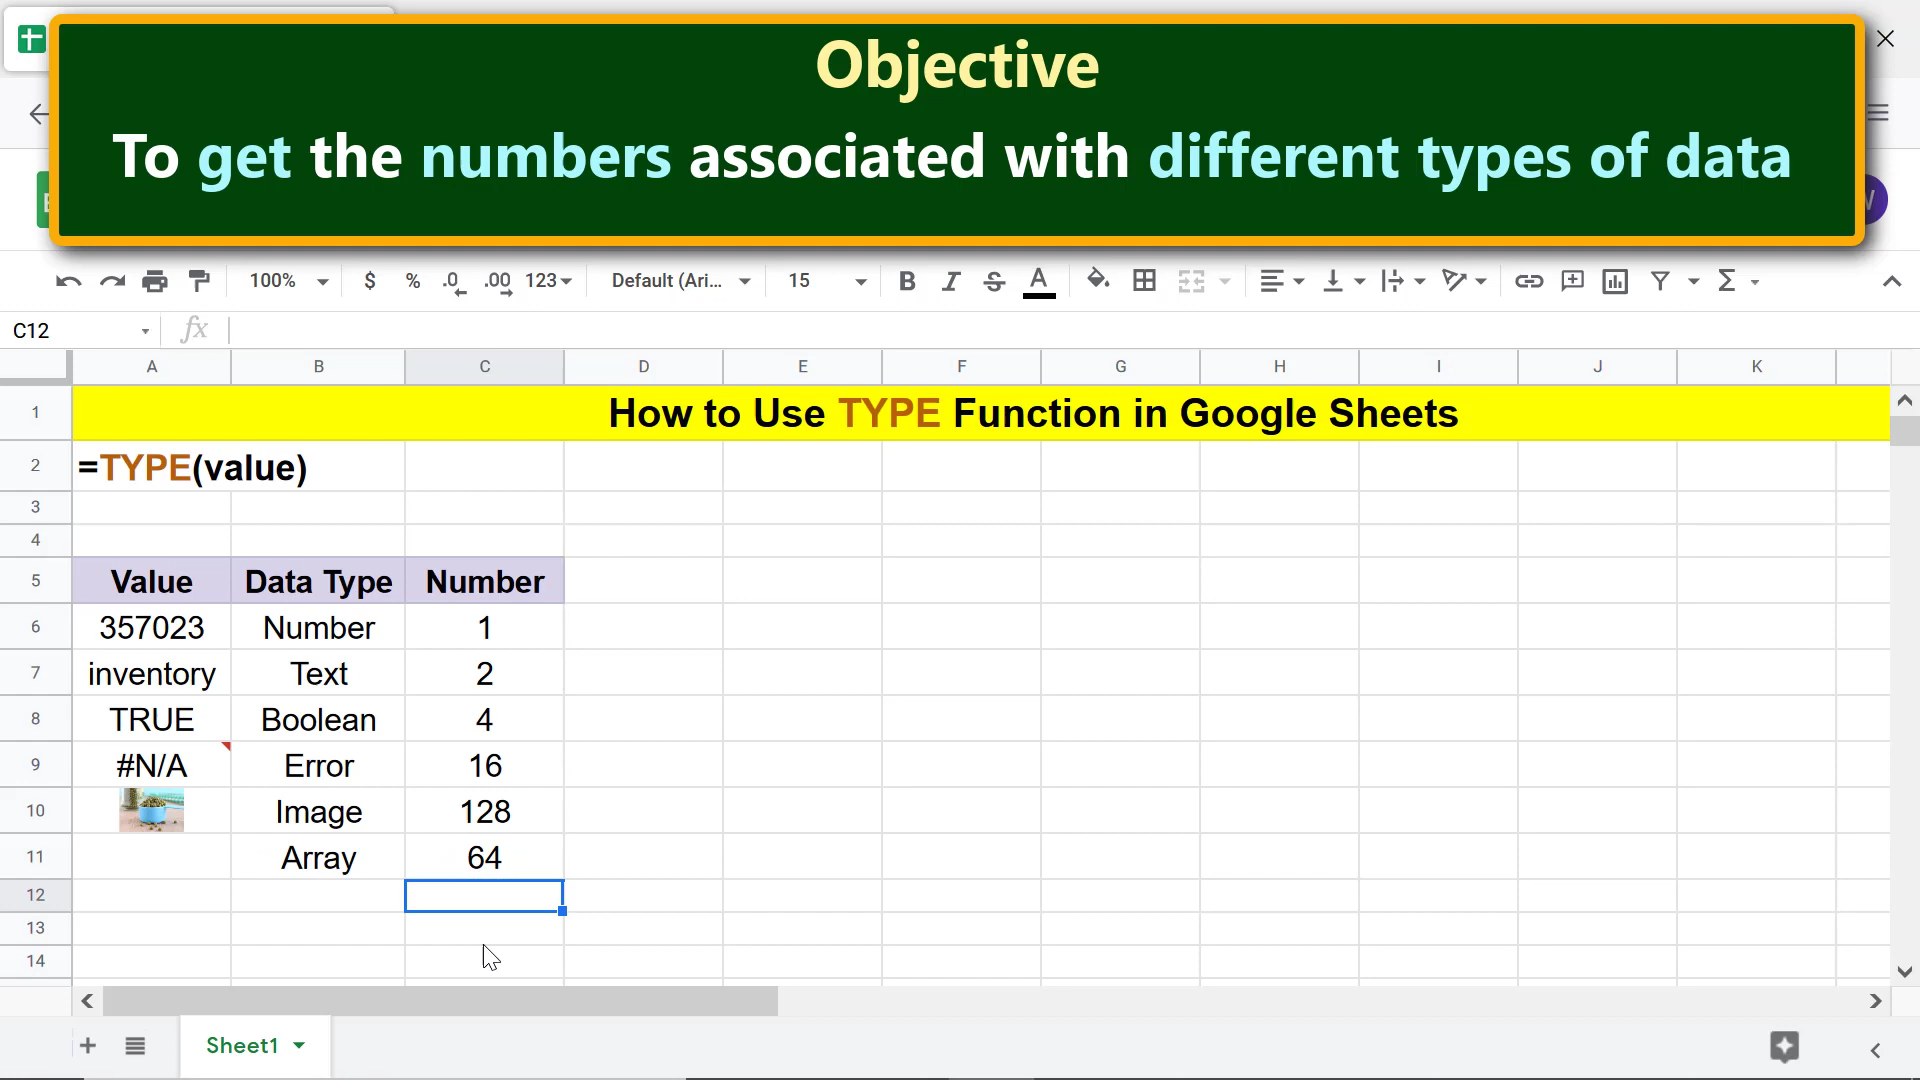 Objective
To get the numbers associated with different types of data
100% $ % .0 .00 123 Default (Ari... 15 B I S A Σ
C12 fx
A B C D E F G H I J K
1 How to Use TYPE Function in Google Sheets
2 =TYPE(value)
3
4
5 Value Data Type Number
6 357023 Number 1
7 inventory Text 2
8 TRUE Boolean 4
9 #N/A Error 16
10 Image 128
11 Array 64
12
13
14
Sheet1